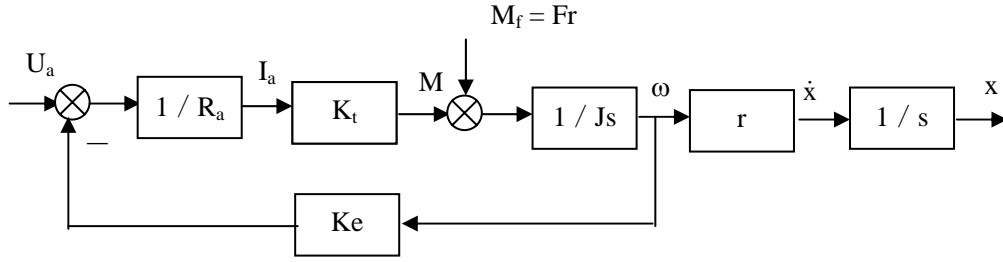 M_f = Fr
U_a
1 / R_a
I_a
K_t
M
1 / Js
ω
r
ẋ
1 / s
x
—
Ke